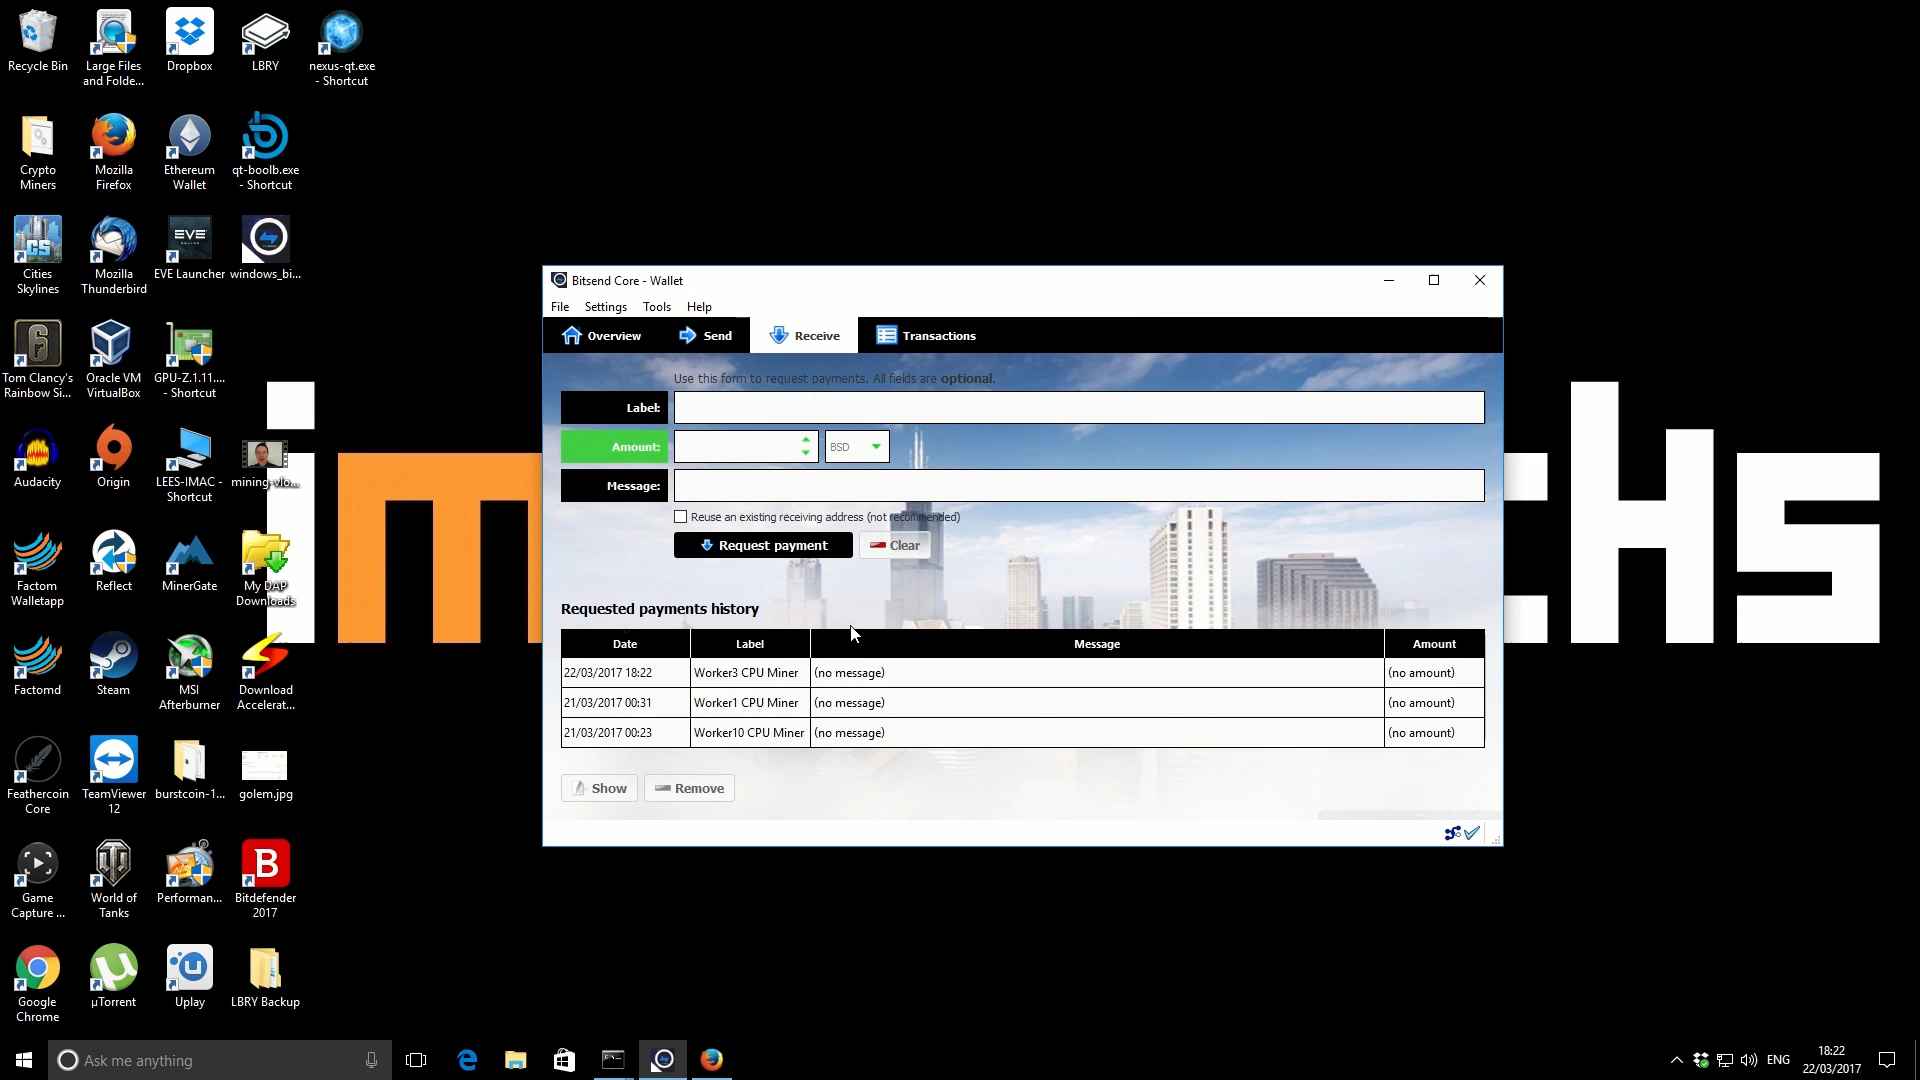 Recycle Bin
Large Files
and Folde...
Dropbox
LBRY
nexus-qt.exe
- Shortcut
Crypto
Miners
Mozilla
Firefox
Ethereum
Wallet
qt-boolb.exe
- Shortcut
CS
Cities
Skylines
Mozilla
Thunderbird
EVE
EVE Launcher
windows_bi...
6
Tom Clancy's
Rainbow Si...
Oracle VM
VirtualBox
GPU-Z.1.11....
- Shortcut
Audacity
Origin
LEES-IMAC -
Shortcut
mining-vlo...
Factom
Walletapp
Reflect
MinerGate
My DAP
Downloads
Factomd
Steam
MSI
Afterburner
Download
Accelerat...
Feathercoin
Core
TeamViewer
12
burstcoin-1...
golem.jpg
Game
Capture ...
World of
Tanks
Performan...
B
Bitdefender
2017
Google
Chrome
µTorrent
Uplay
LBRY Backup
Bitsend Core - Wallet
File Settings Tools Help
Overview Send Receive Transactions
Use this form to request payments. All fields are optional.
Label:
Amount: BSD
Message:
Reuse an existing receiving address (not recommended)
Request payment Clear
Requested payments history
Date Label Message Amount
22/03/2017 18:22 Worker3 CPU Miner (no message) (no amount)
21/03/2017 00:31 Worker1 CPU Miner (no message) (no amount)
21/03/2017 00:23 Worker10 CPU Miner (no message) (no amount)
Show Remove
Ask me anything
ENG
18:22
22/03/2017